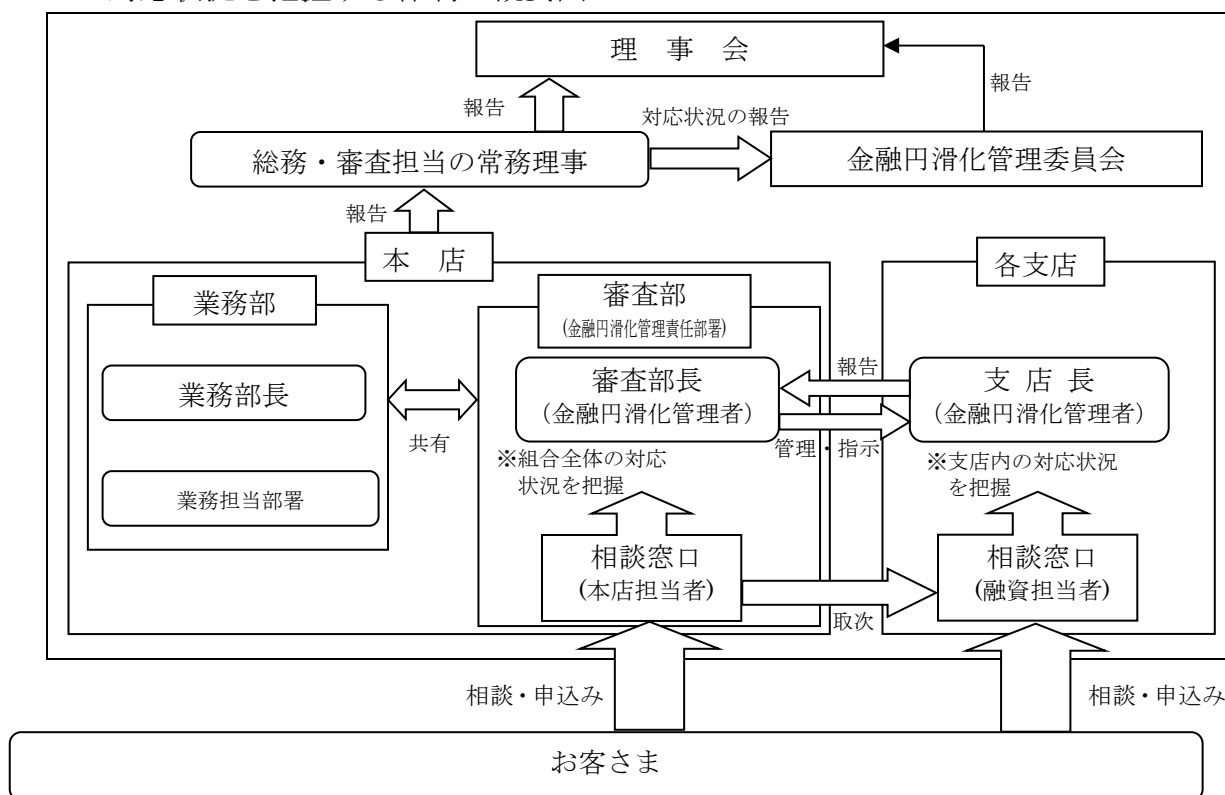 理 事 会
報告
報告
対応状況の報告
総務・審査担当の常務理事
金融円滑化管理委員会
報告
本 店
各支店
業務部
審査部
(金融円滑化管理責任部署)
業務部長
審査部長
(金融円滑化管理者)
報告
支 店 長
(金融円滑化管理者)
共有
管理・指示
※組合全体の対応
状況を把握
※支店内の対応状況
を把握
業務担当部署
相談窓口
(本店担当者)
相談窓口
(融資担当者)
取次
相談・申込み
相談・申込み
お客さま